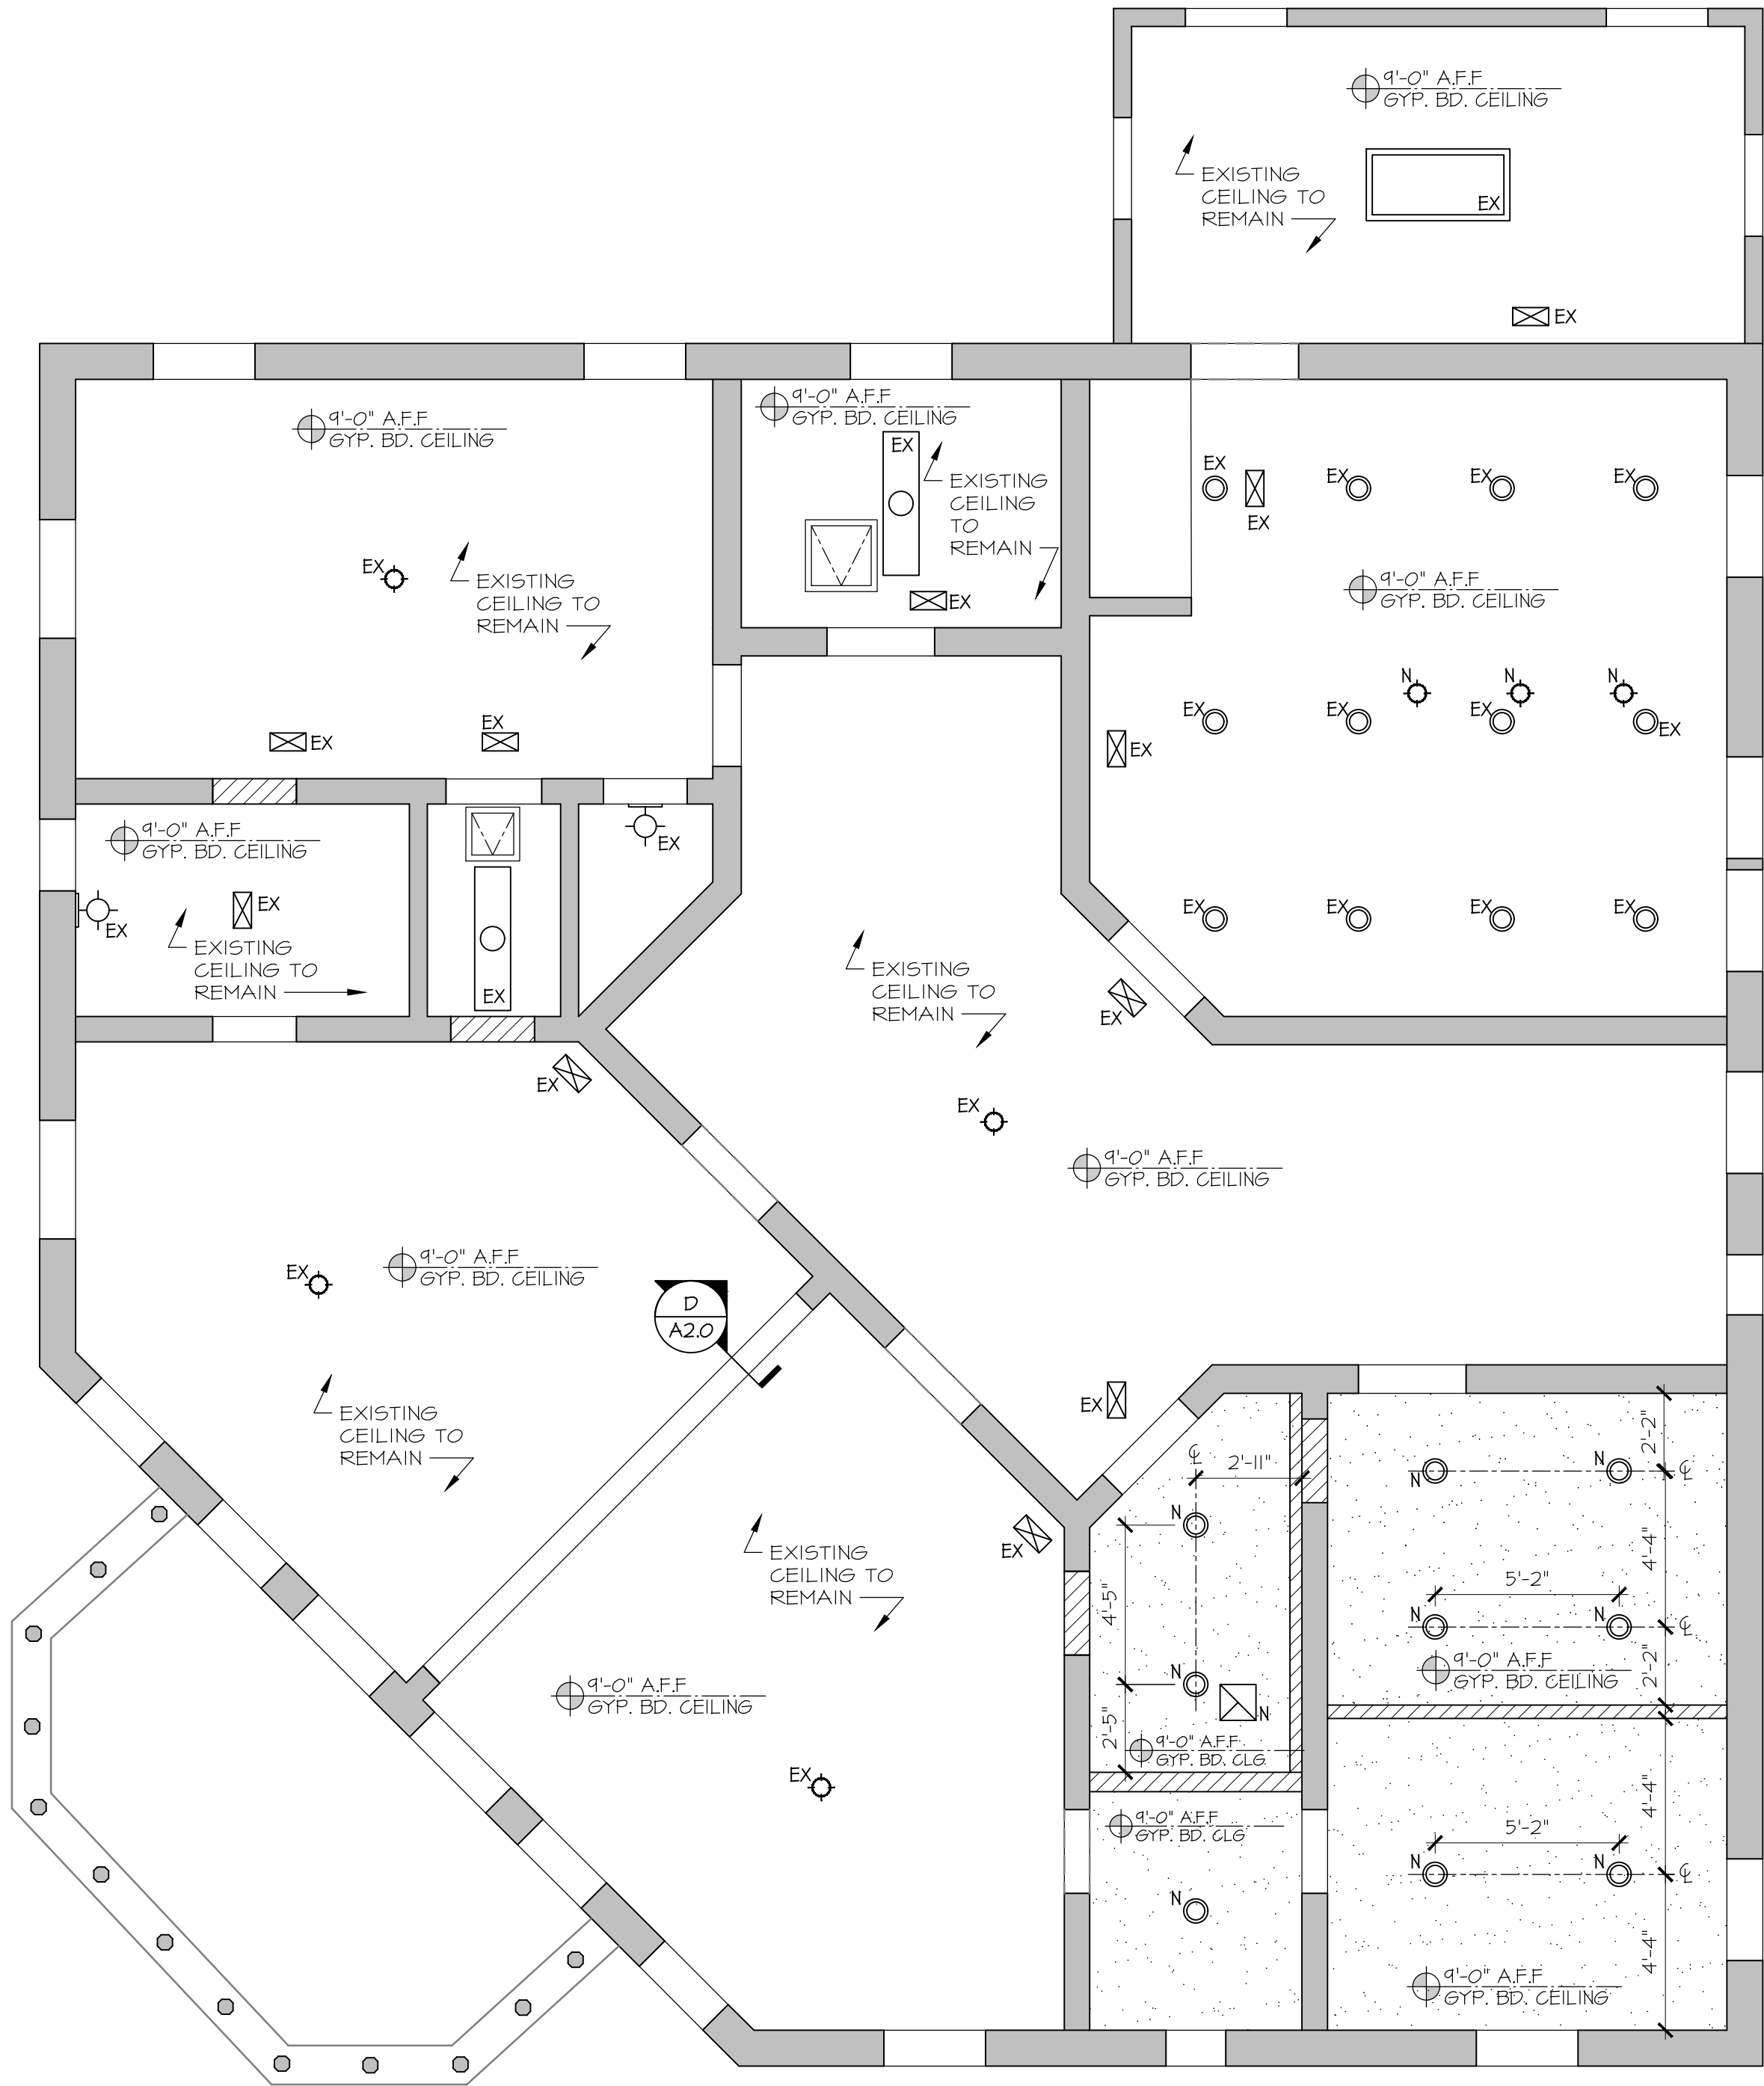 9'-0" A.F.F
GYP. BD. CEILING
EXISTING
CEILING TO
REMAIN
EX
EX
9'-0" A.F.F
GYP. BD. CEILING
EX
EXISTING
CEILING TO
REMAIN
EX
EX
9'-0" A.F.F
GYP. BD. CEILING
EX
EXISTING
CEILING
TO
REMAIN
EX
EX
EX
EX
EX
EX
9'-0" A.F.F
GYP. BD. CEILING
N
N
N
EX
EX
EX
EX
EX
EX
EX
EX
EX
9'-0" A.F.F
GYP. BD. CEILING
EX
EX
EXISTING
CEILING TO
REMAIN
EX
EX
EXISTING
CEILING TO
REMAIN
EX
EX
9'-0" A.F.F
GYP. BD. CEILING
EX
EX
9'-0" A.F.F
GYP. BD. CEILING
EX
D
A2.0
EXISTING
CEILING TO
REMAIN
EX
EXISTING
CEILING TO
REMAIN
9'-0" A.F.F
GYP. BD. CEILING
EX
EX
℄
2'-11"
N
4'-5"
N
N
2'-5"
9'-0" A.F.F
GYP. BD. CLG.
2'-2"
N
N
℄
4'-4"
5'-2"
N
N
℄
9'-0" A.F.F
GYP. BD. CEILING
2'-2"
9'-0" A.F.F
GYP. BD. CLG
N
4'-4"
5'-2"
N
N
℄
4'-4"
9'-0" A.F.F
GYP. BD. CEILING